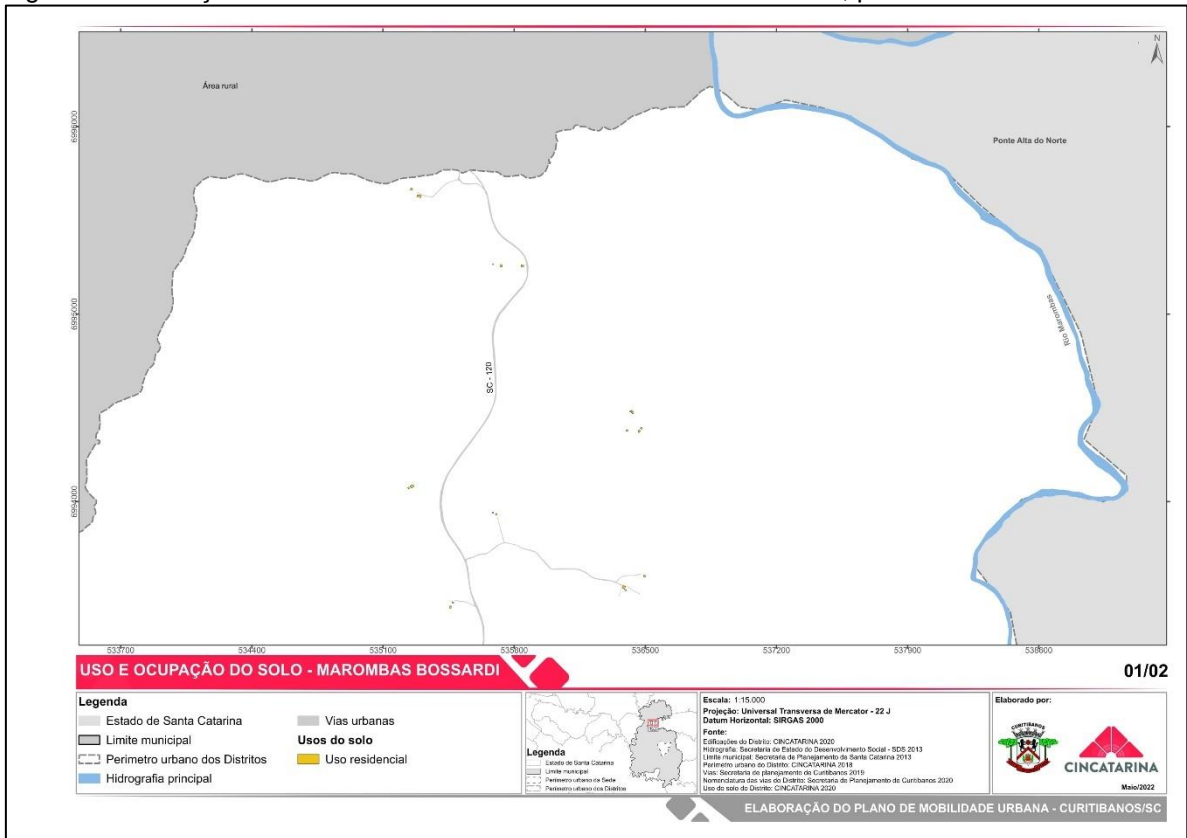 N
Área rural
Ponte Alta do Norte
Rio Marombas
SC - 120
6996000
6995000
6994000
533700
534400
535100
535800
536500
537200
537900
538600
USO E OCUPAÇÃO DO SOLO - MAROMBAS BOSSARDI
01/02
Legenda
Estado de Santa Catarina
Limite municipal
Perimetro urbano dos Distritos
Hidrografia principal
Vias urbanas
Usos do solo
Uso residencial
Legenda
Estado de Santa Catarina
Limite municipal
Perimetro urbano da Sede
Perimetro urbano dos Distritos
Escala: 1:15.000
Projeção: Universal Transversa de Mercator - 22 J
Datum Horizontal: SIRGAS 2000
Fonte:
Edificações do Distrito: CINCATARINA 2020
Hidrografia: Secretaria de Estado do Desenvolvimento Social - SDS 2013
Limite municipal: Secretaria de Planejamento de Santa Catarina 2013
Perimetro urbano do Distrito: CINCATARINA 2018
Vias: Secretaria de planejamento de Curitibanos 2019
Nomenclatura das vias do Distrito: Secretaria de Planejamento de Curitibanos 2020
Uso do solo do Distrito: CINCATARINA 2020
Elaborado por:
CURITIBANOS
CINCATARINA
Maio/2022
ELABORAÇÃO DO PLANO DE MOBILIDADE URBANA - CURITIBANOS/SC